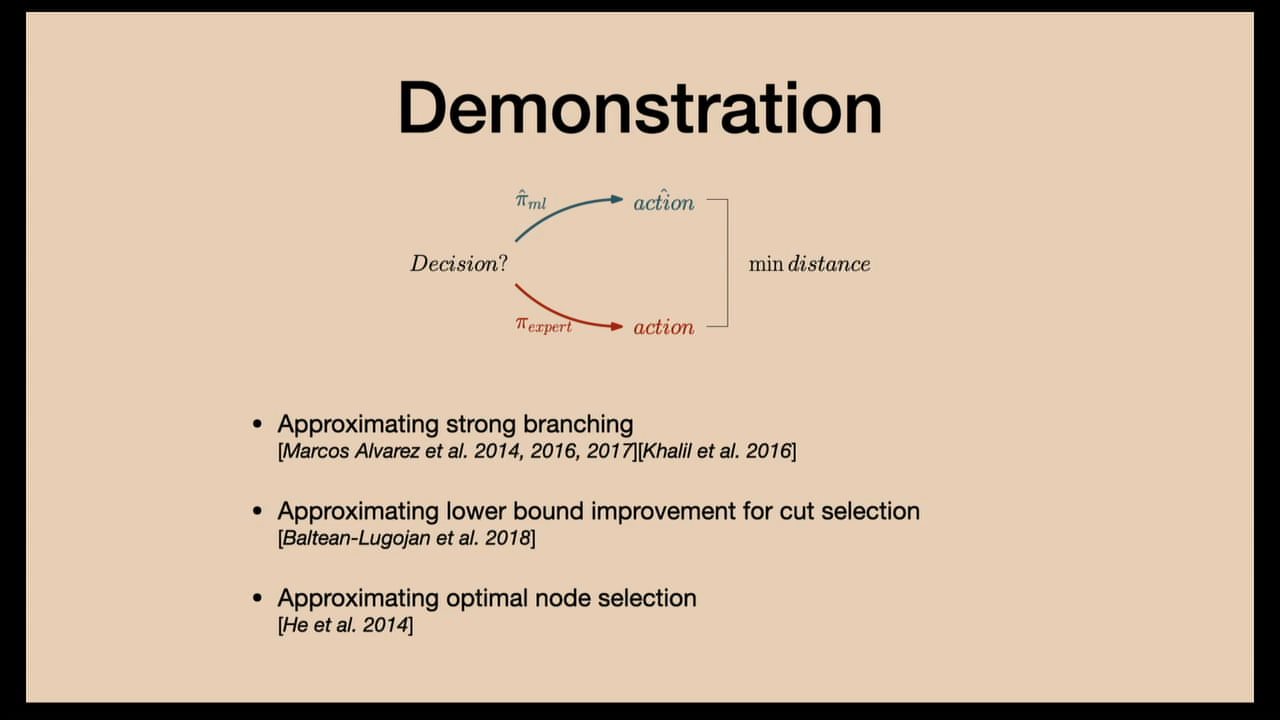 Demonstration
π̂ml
actîon
Decision?
min distance
πexpert
action
• Approximating strong branching
[Marcos Alvarez et al. 2014, 2016, 2017][Khalil et al. 2016]
• Approximating lower bound improvement for cut selection
[Baltean-Lugojan et al. 2018]
• Approximating optimal node selection
[He et al. 2014]